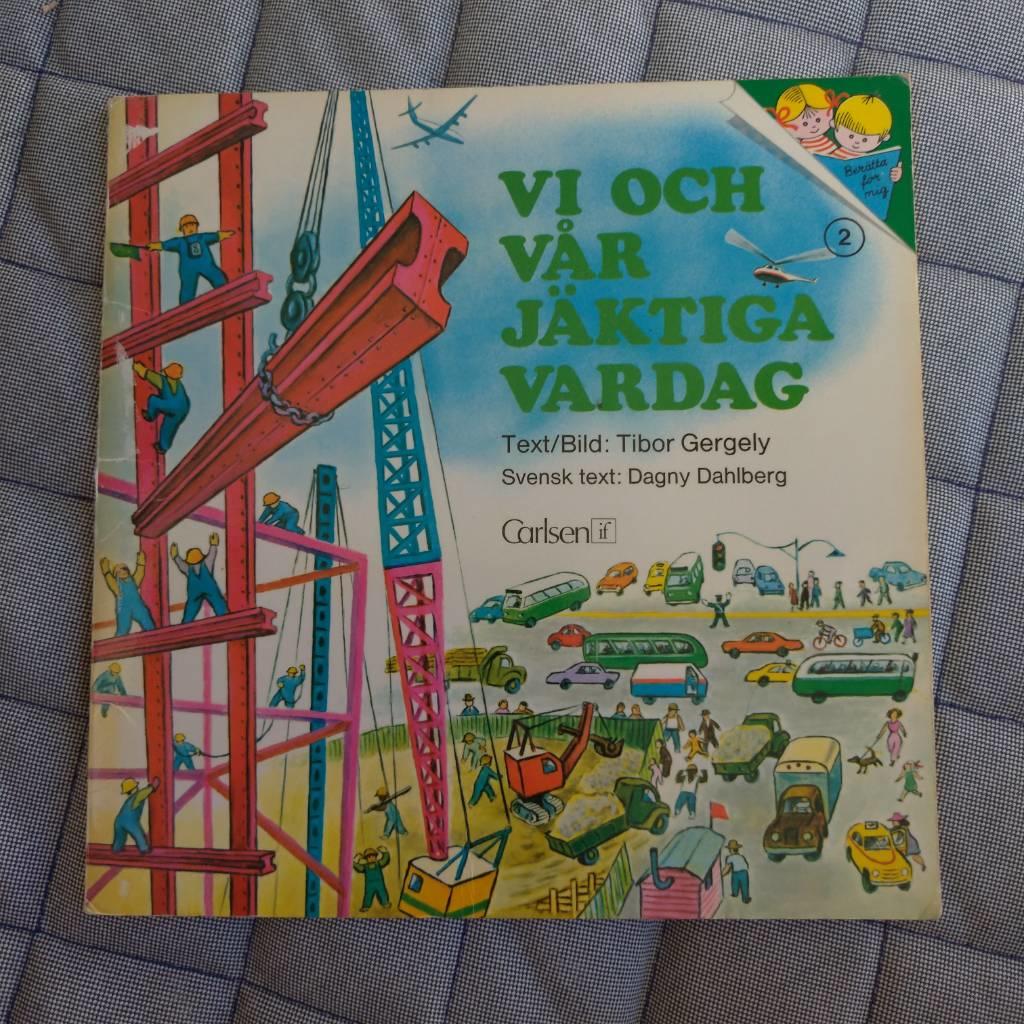 VI OCH
VÅR
JÄKTIGA
VARDAG
Text/Bild: Tibor Gergely
Svensk text: Dagny Dahlberg
Carlsen if
Berätta
för
mig
2